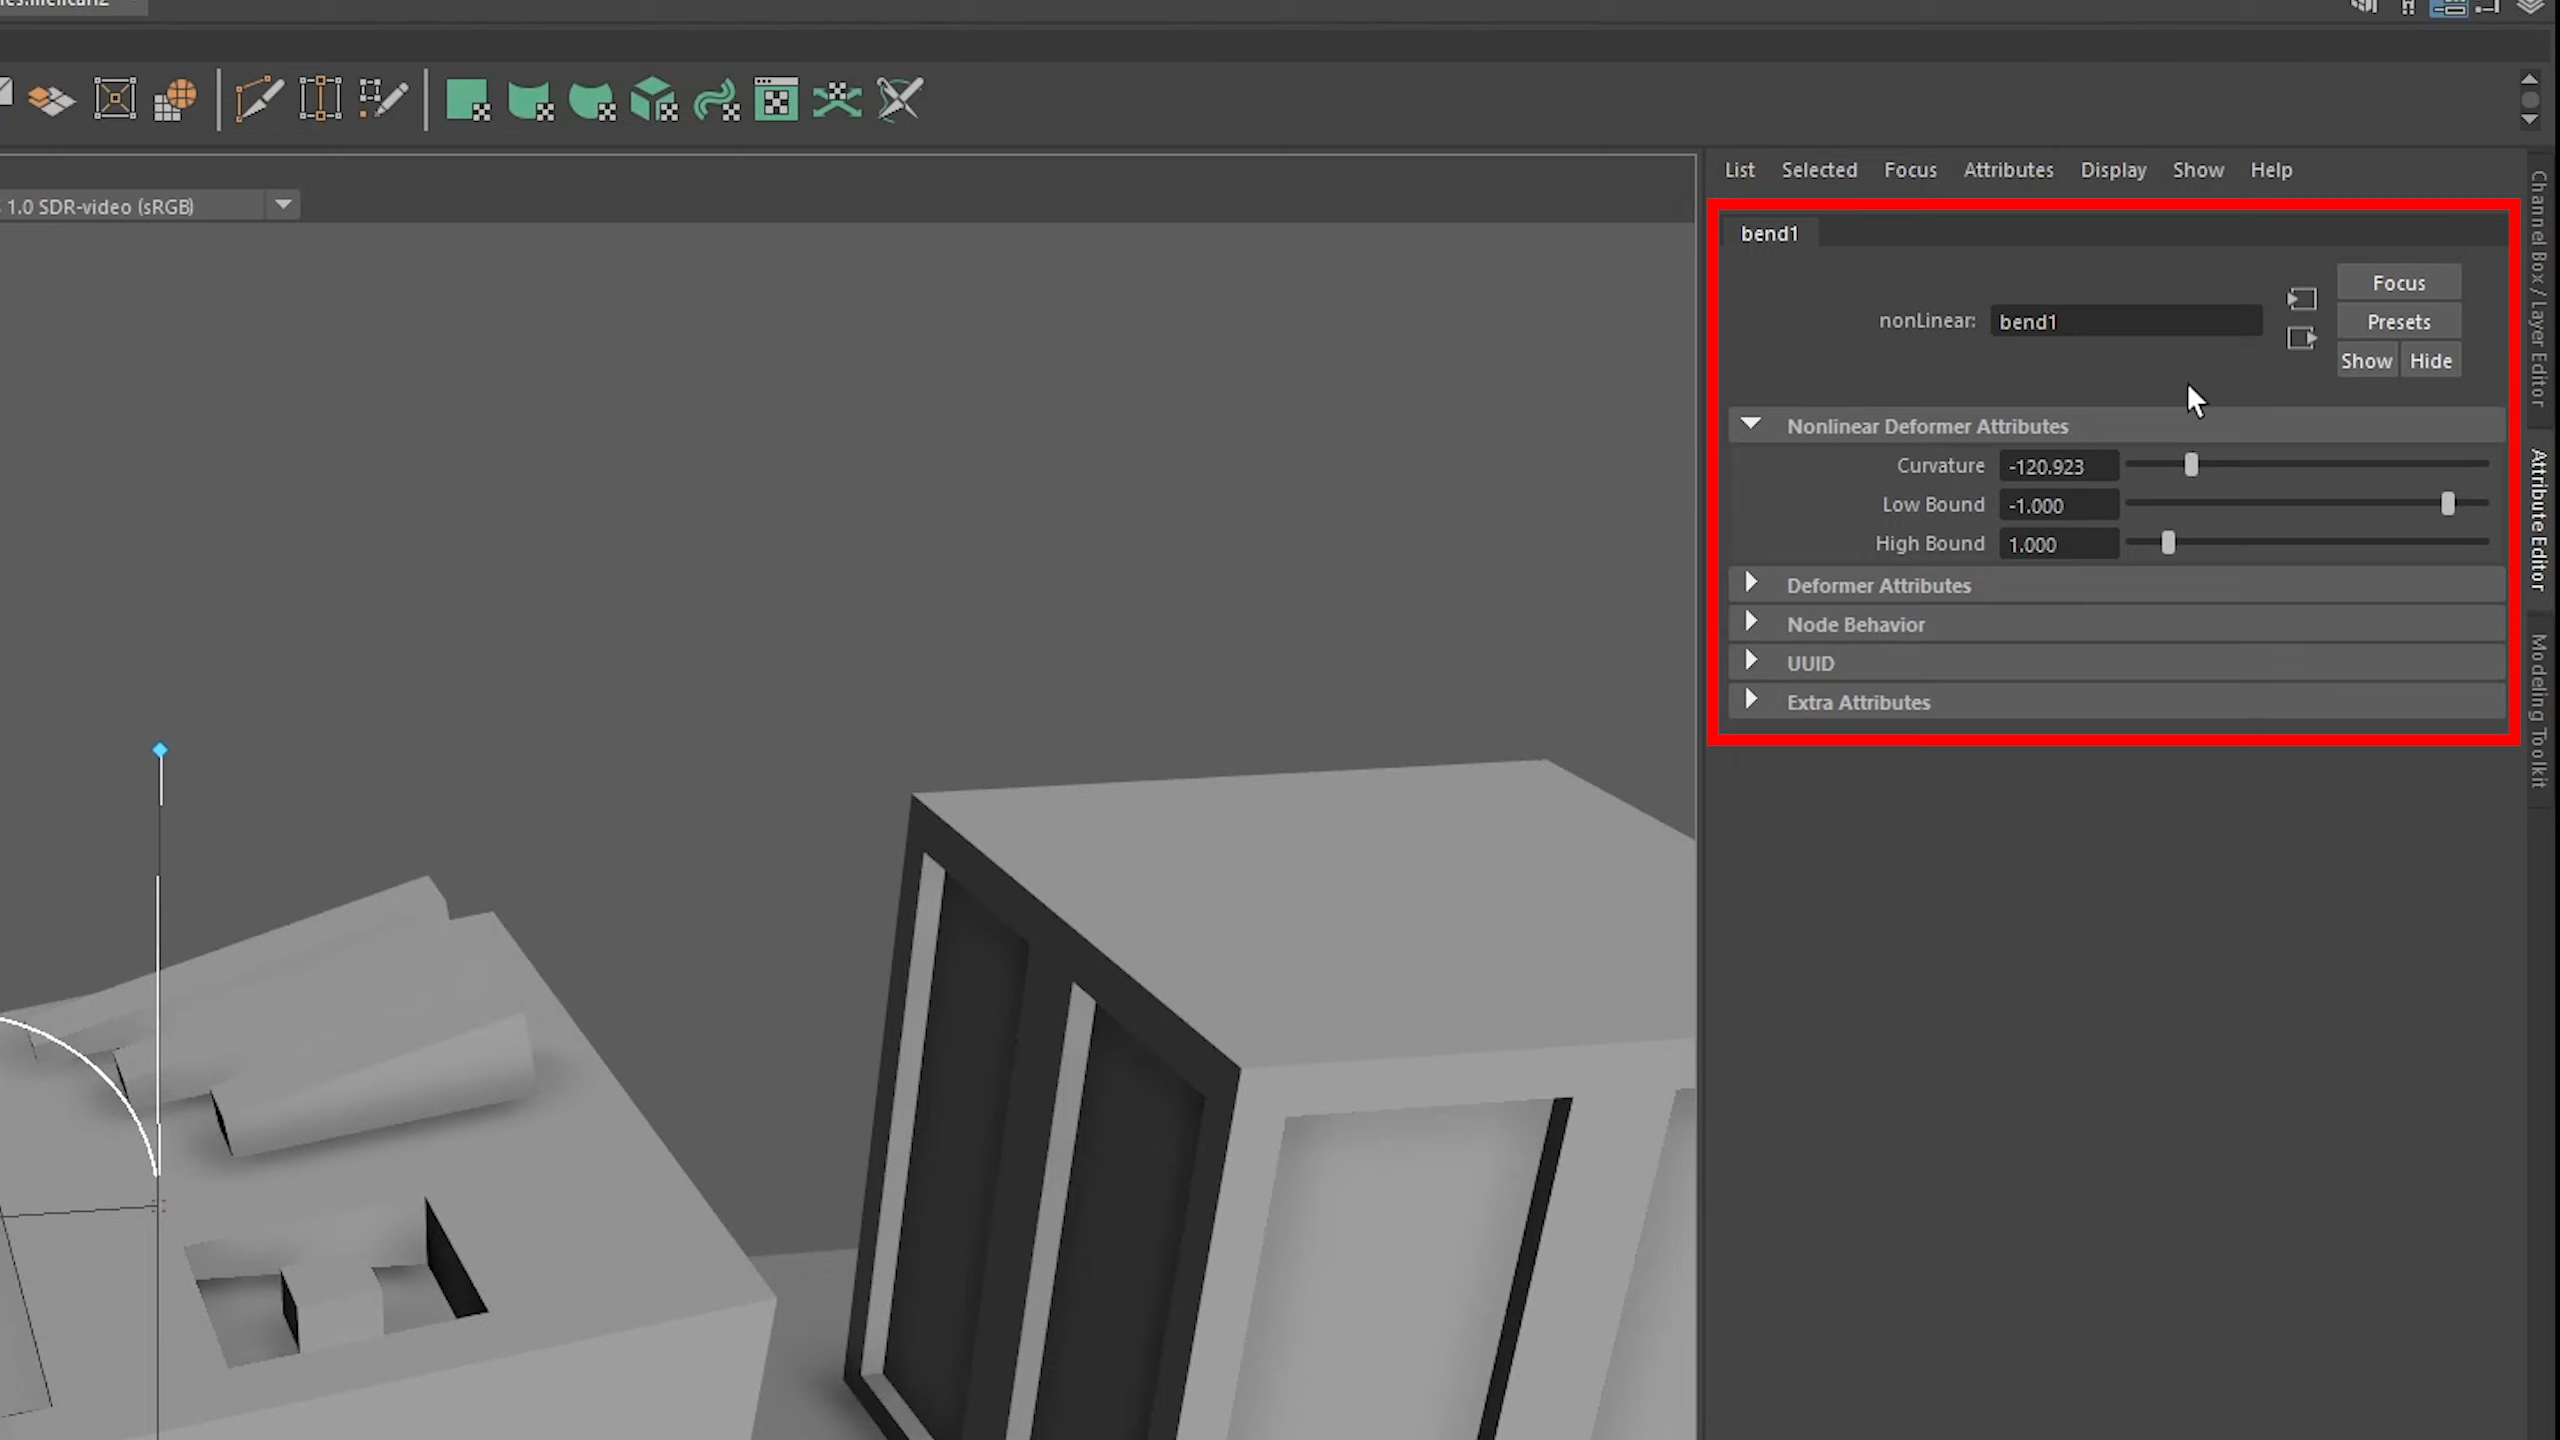 1.0 SDR-video (sRGB)
List Selected Focus Attributes Display Show Help
bend1
nonLinear: bend1
Focus
Presets
Show Hide
Nonlinear Deformer Attributes
Curvature -120.923
Low Bound -1.000
High Bound 1.000
Deformer Attributes
Node Behavior
UUID
Extra Attributes
Channel Box / Layer Editor
Attribute Editor
Modeling Toolkit